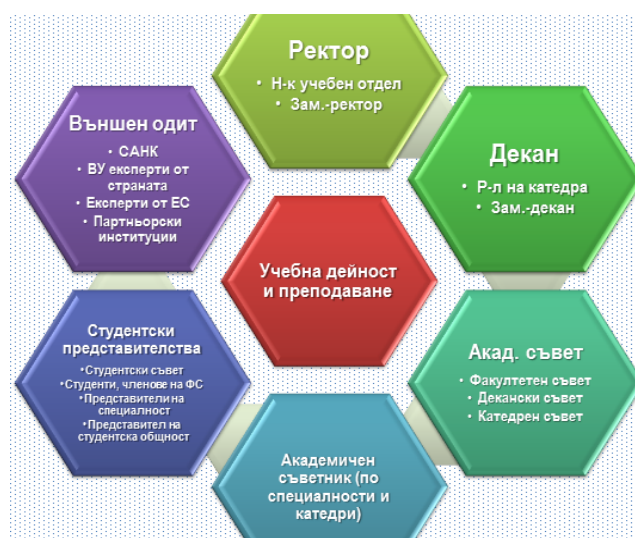 Ректор
• Н-к учебен отдел
• Зам.-ректор
Декан
• Р-л на катедра
• Зам.-декан
Акад. съвет
• Факултетен съвет
• Декански съвет
• Катедрен съвет
Академичен
съветник (по
специалности и
катедри)
Студентски
представителства
•Студентски съвет
•Студенти, членове на ФС
•Представители на
специалност
•Представител на
студентска общност
Външен одит
• САНК
• ВУ експерти от
страната
• Експерти от ЕС
• Партньорски
институции
Учебна дейност
и преподаване